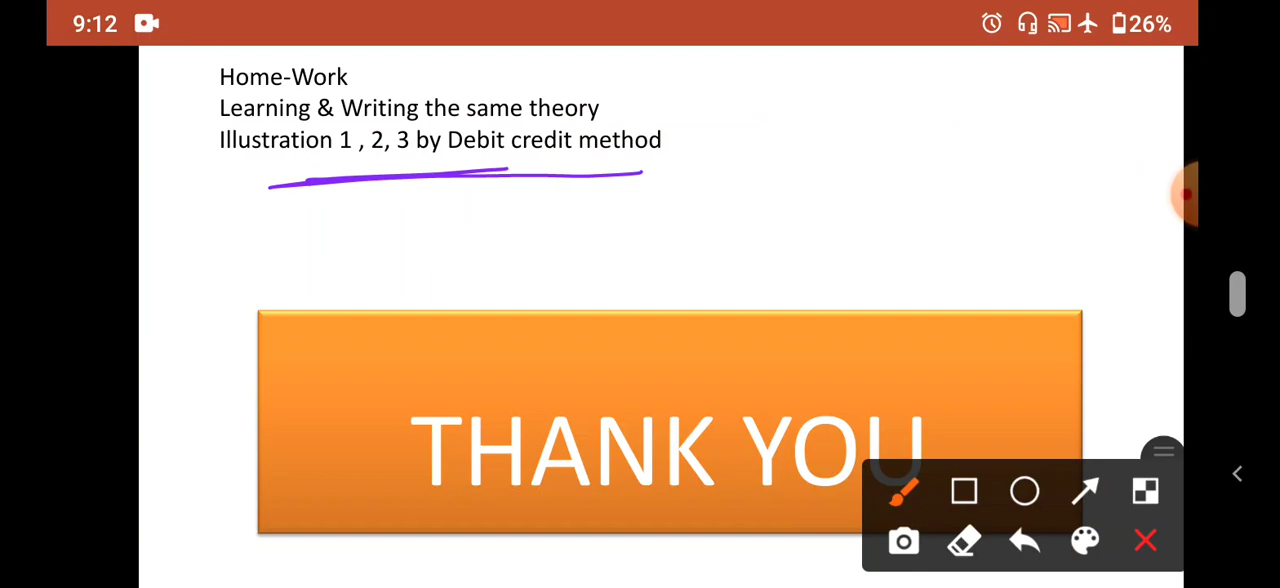 9:12 26%
Home-Work
Learning & Writing the same theory
Illustration 1 , 2, 3 by Debit credit method
THANK YOU